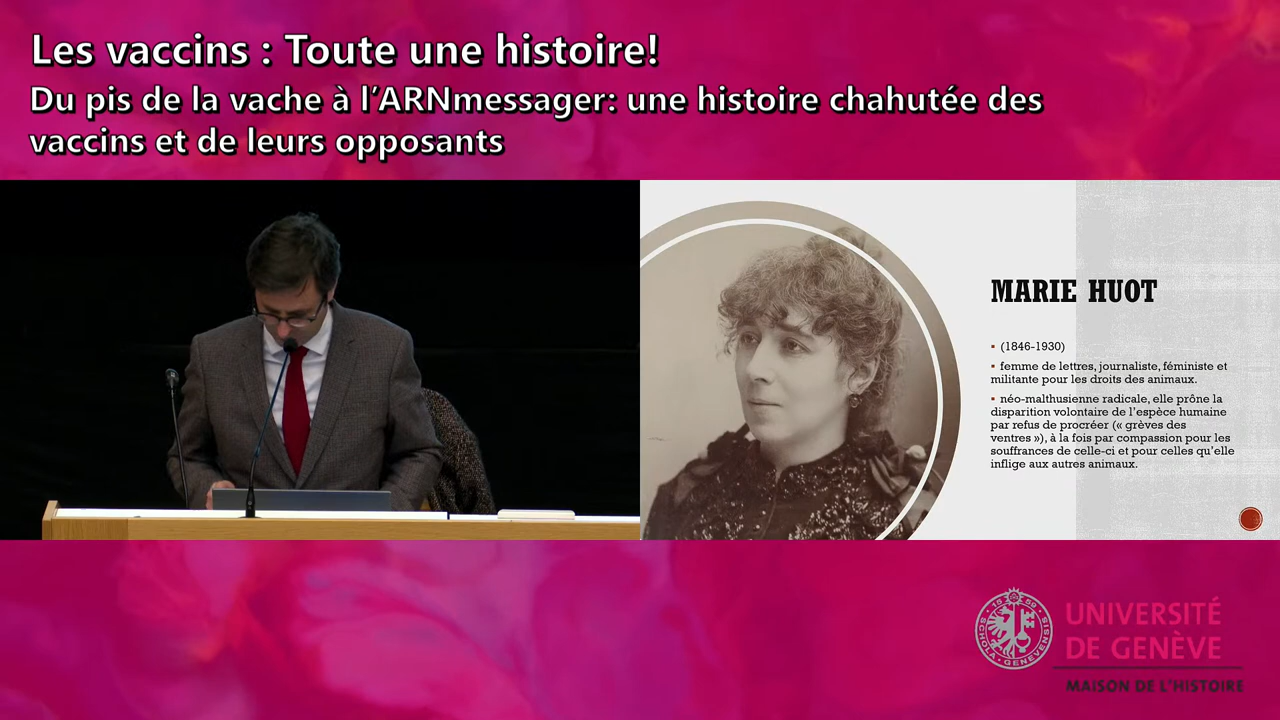 Les vaccins : Toute une histoire!
Du pis de la vache à l'ARNmessager: une histoire chahutée des
vaccins et de leurs opposants
MARIE HUOT
▪ (1846-1930)
▪ femme de lettres, journaliste, féministe et
militante pour les droits des animaux.
▪ néo-malthusienne radicale, elle prône la
disparition volontaire de l'espèce humaine
par refus de procréer (« grèves des
ventres »), à la fois par compassion pour les
souffrances de celle-ci et pour celles qu'elle
inflige aux autres animaux.
1559
SCHOLA GENEVENSIS
UNIVERSITÉ
DE GENÈVE
MAISON DE L'HISTOIRE